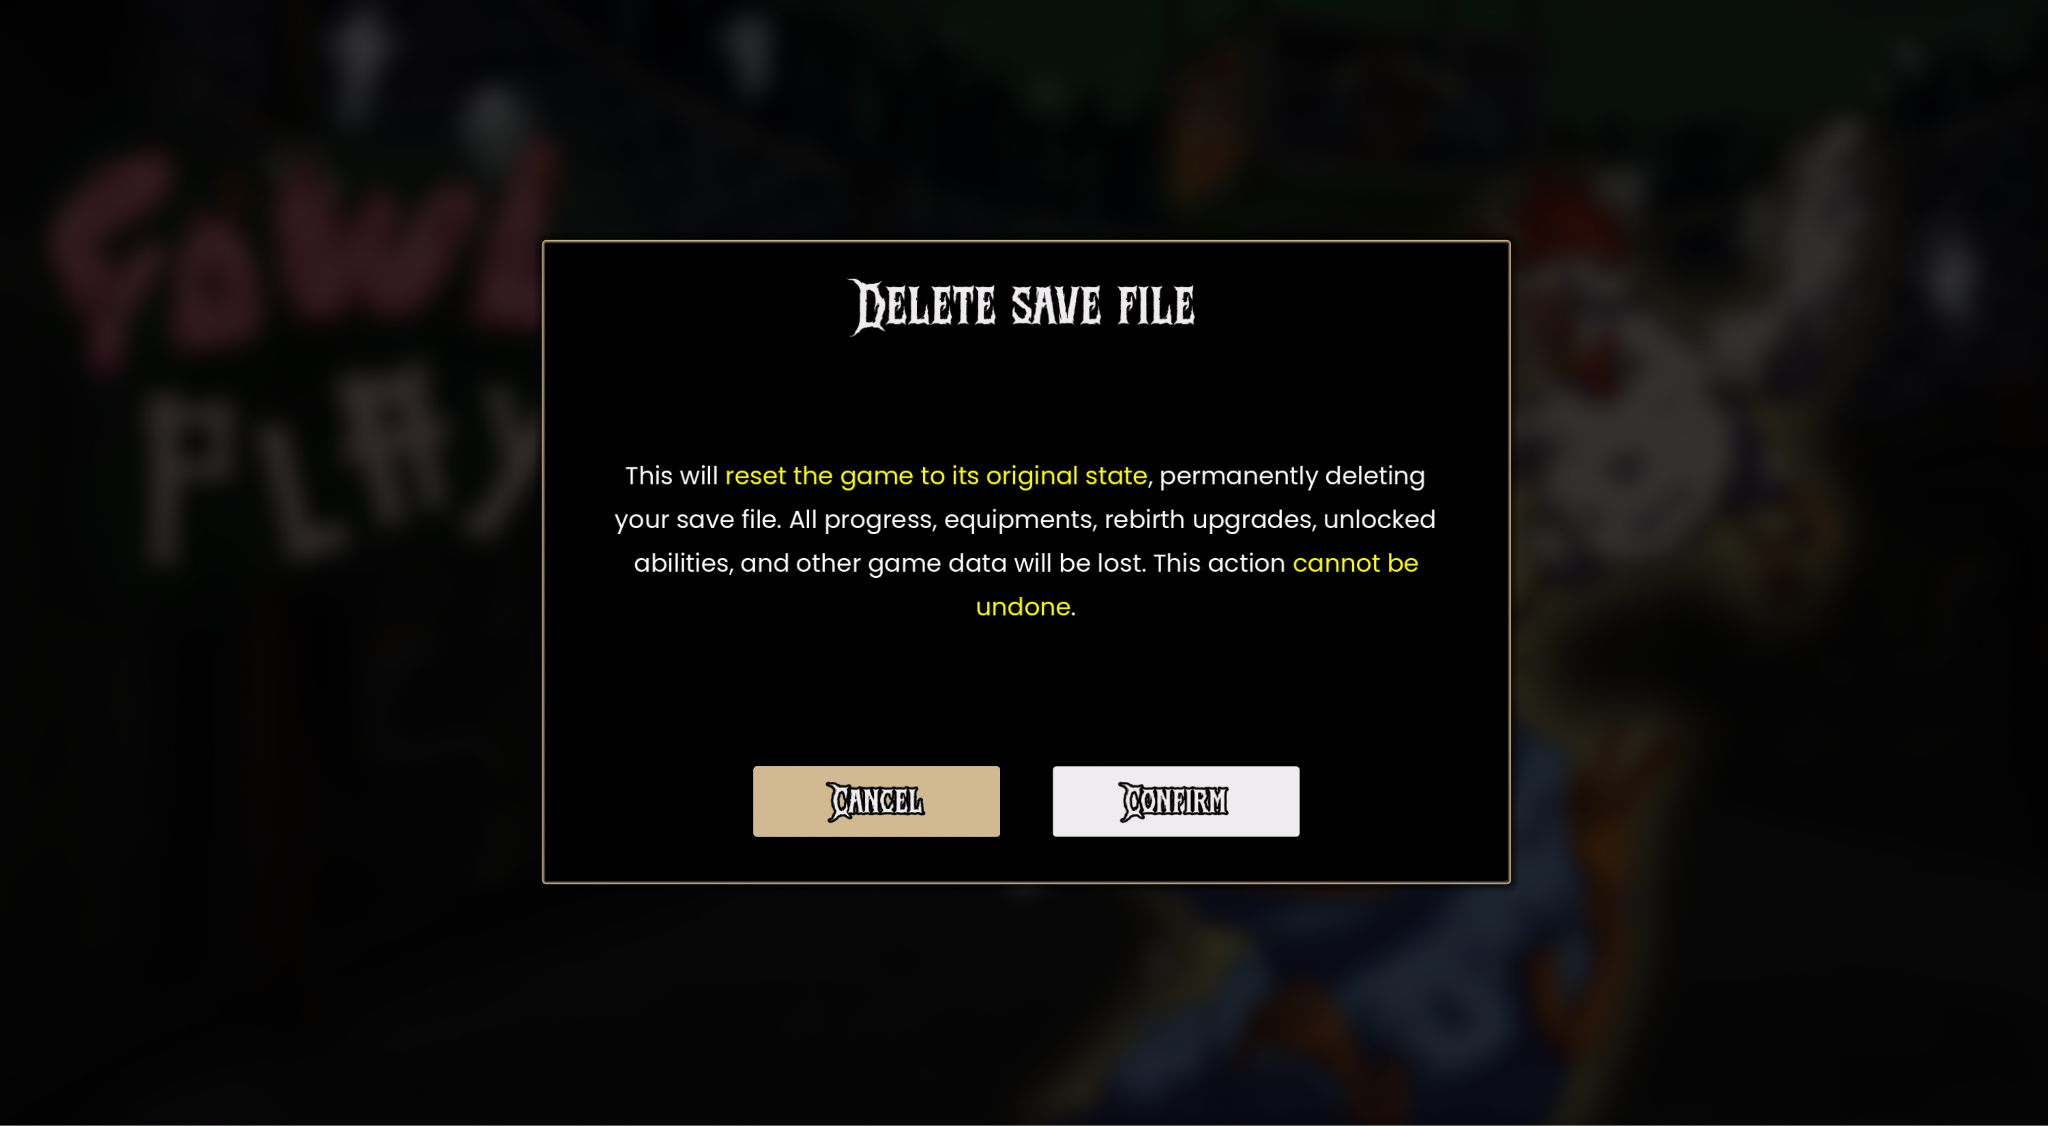 Fowl
PLAY
Delete save file
This will reset the game to its original state, permanently deleting
your save file. All progress, equipments, rebirth upgrades, unlocked
abilities, and other game data will be lost. This action cannot be
undone.
Cancel
Confirm